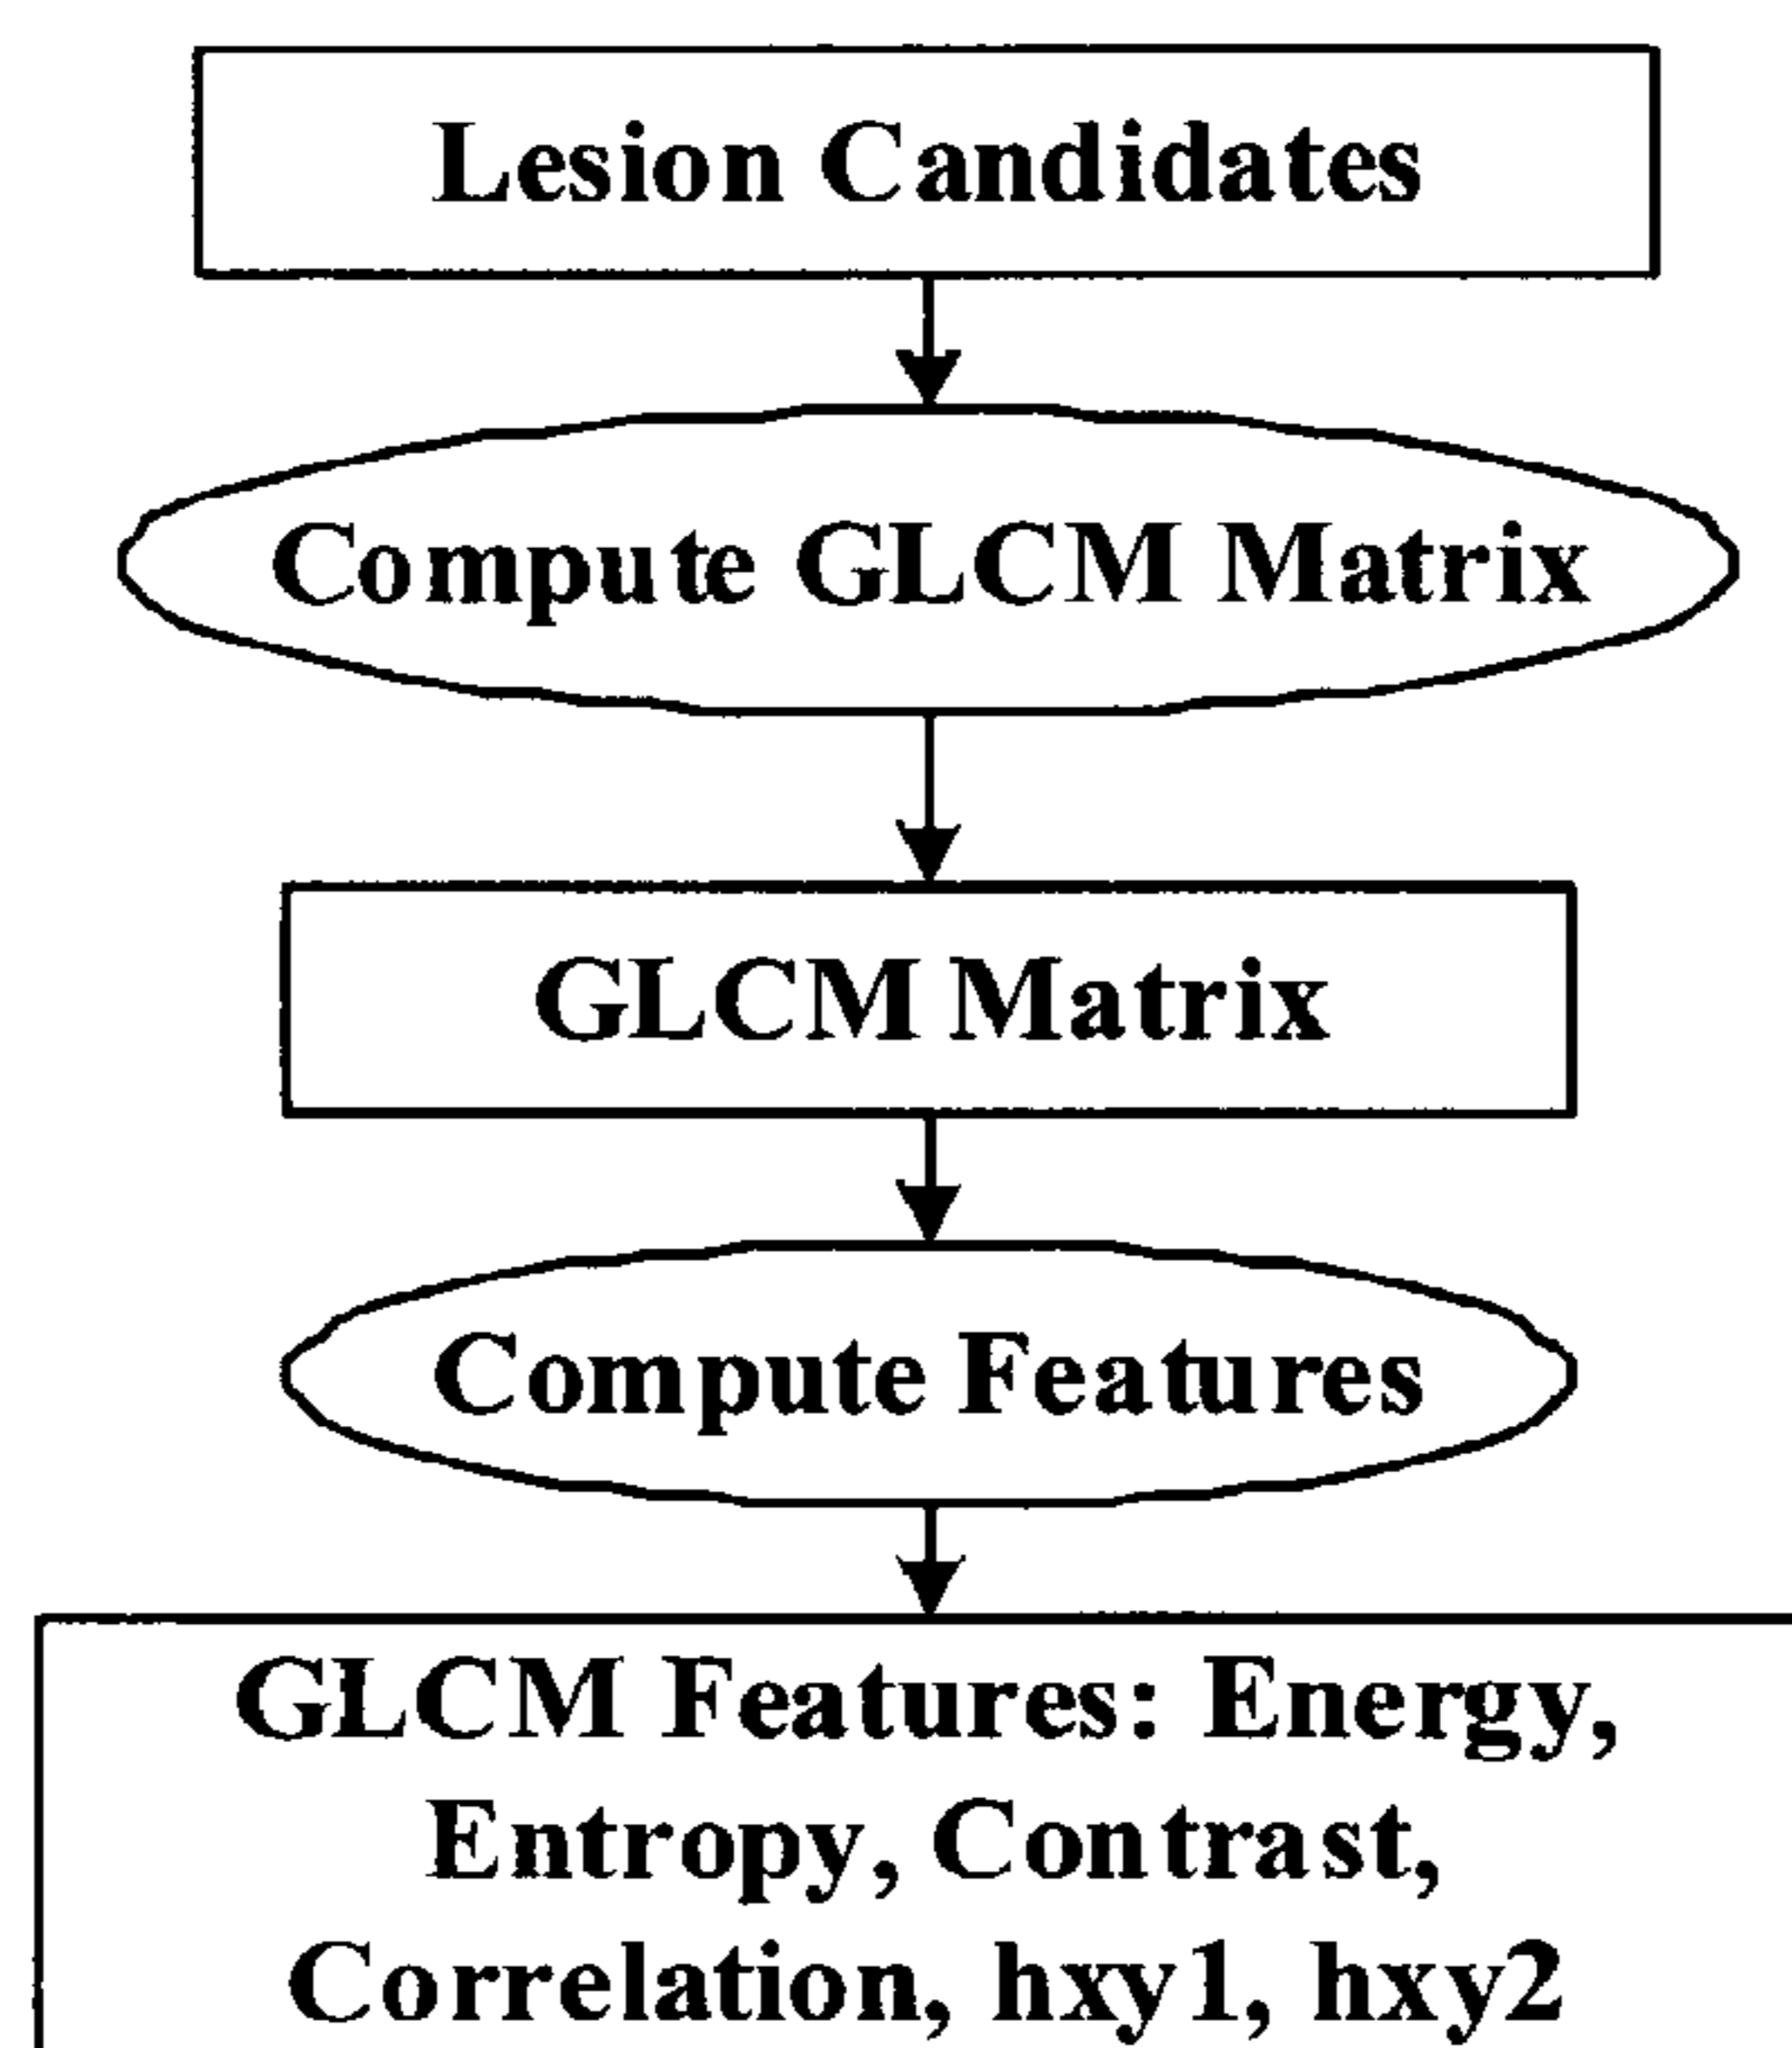 Lesion Candidates
Compute GLCM Matrix
GLCM Matrix
Compute Features
GLCM Features: Energy,
Entropy, Contrast,
Correlation, hxy1, hxy2